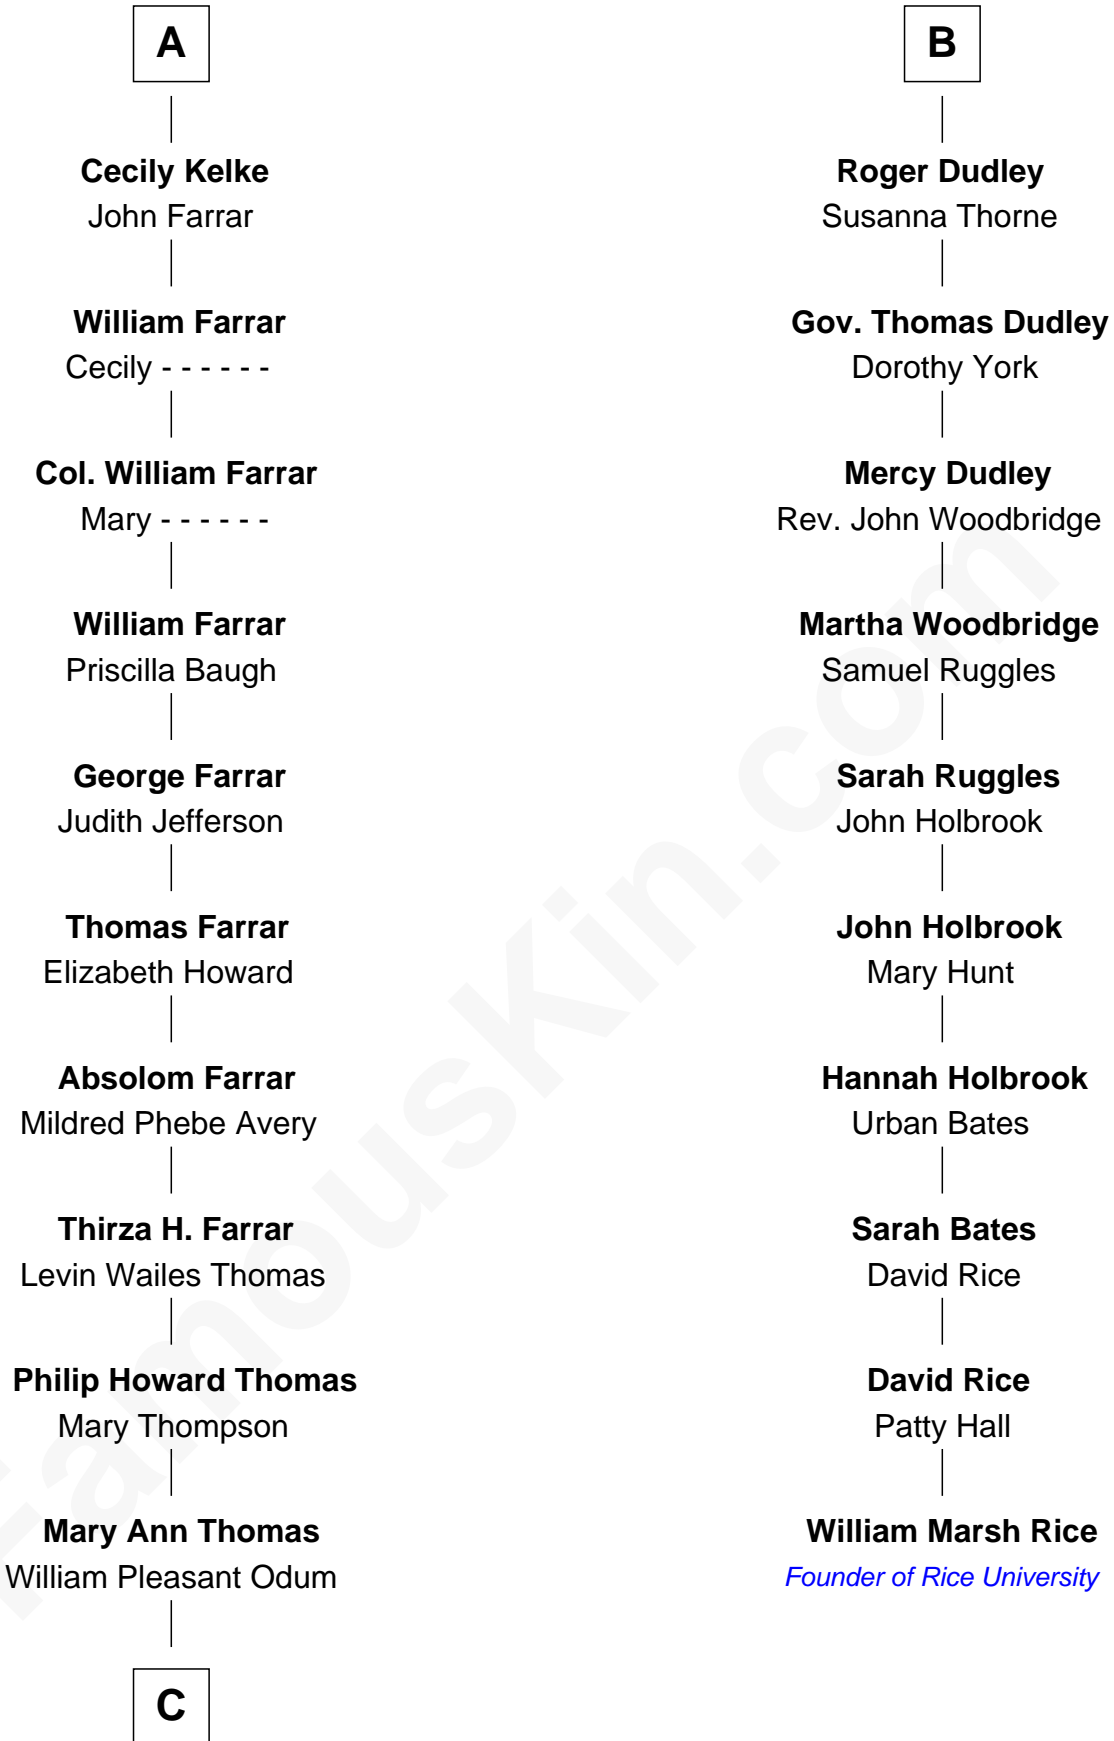 A
Cecily Kelke
John Farrar
William Farrar
Cecily - - - - - -
Col. William Farrar
Mary - - - - - -
William Farrar
Priscilla Baugh
George Farrar
Judith Jefferson
Thomas Farrar
Elizabeth Howard
Absolom Farrar
Mildred Phebe Avery
Thirza H. Farrar
Levin Wailes Thomas
Philip Howard Thomas
Mary Thompson
Mary Ann Thomas
William Pleasant Odum
C
B
Roger Dudley
Susanna Thorne
Gov. Thomas Dudley
Dorothy York
Mercy Dudley
Rev. John Woodbridge
Martha Woodbridge
Samuel Ruggles
Sarah Ruggles
John Holbrook
John Holbrook
Mary Hunt
Hannah Holbrook
Urban Bates
Sarah Bates
David Rice
David Rice
Patty Hall
William Marsh Rice
Founder of Rice University
FamousKin.com